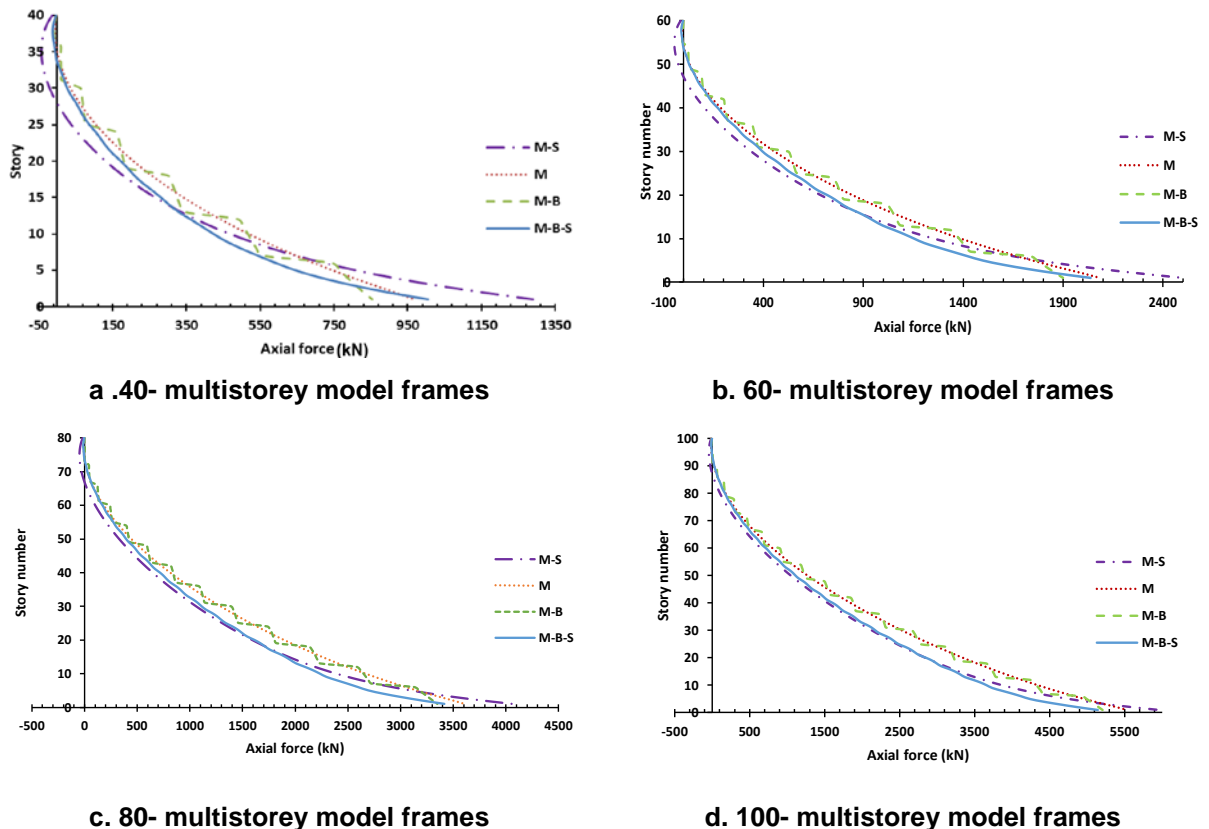 40
35
30
25
20
15
10
5
0
Story
-50 150 350 550 750 950 1150 1350
Axial force (kN)
M-S
M
M-B
M-B-S
a .40- multistorey model frames
60
50
40
30
20
10
0
Story number
-100 400 900 1400 1900 2400
Axial force (kN)
M-S
M
M-B
M-B-S
b. 60- multistorey model frames
80
70
60
50
40
30
20
10
0
Story number
-500 0 500 1000 1500 2000 2500 3000 3500 4000 4500
Axial force (kN)
M-S
M
M-B
M-B-S
c. 80- multistorey model frames
100
90
80
70
60
50
40
30
20
10
0
Story number
-500 500 1500 2500 3500 4500 5500
Axial force (kN)
M-S
M
M-B
M-B-S
d. 100- multistorey model frames